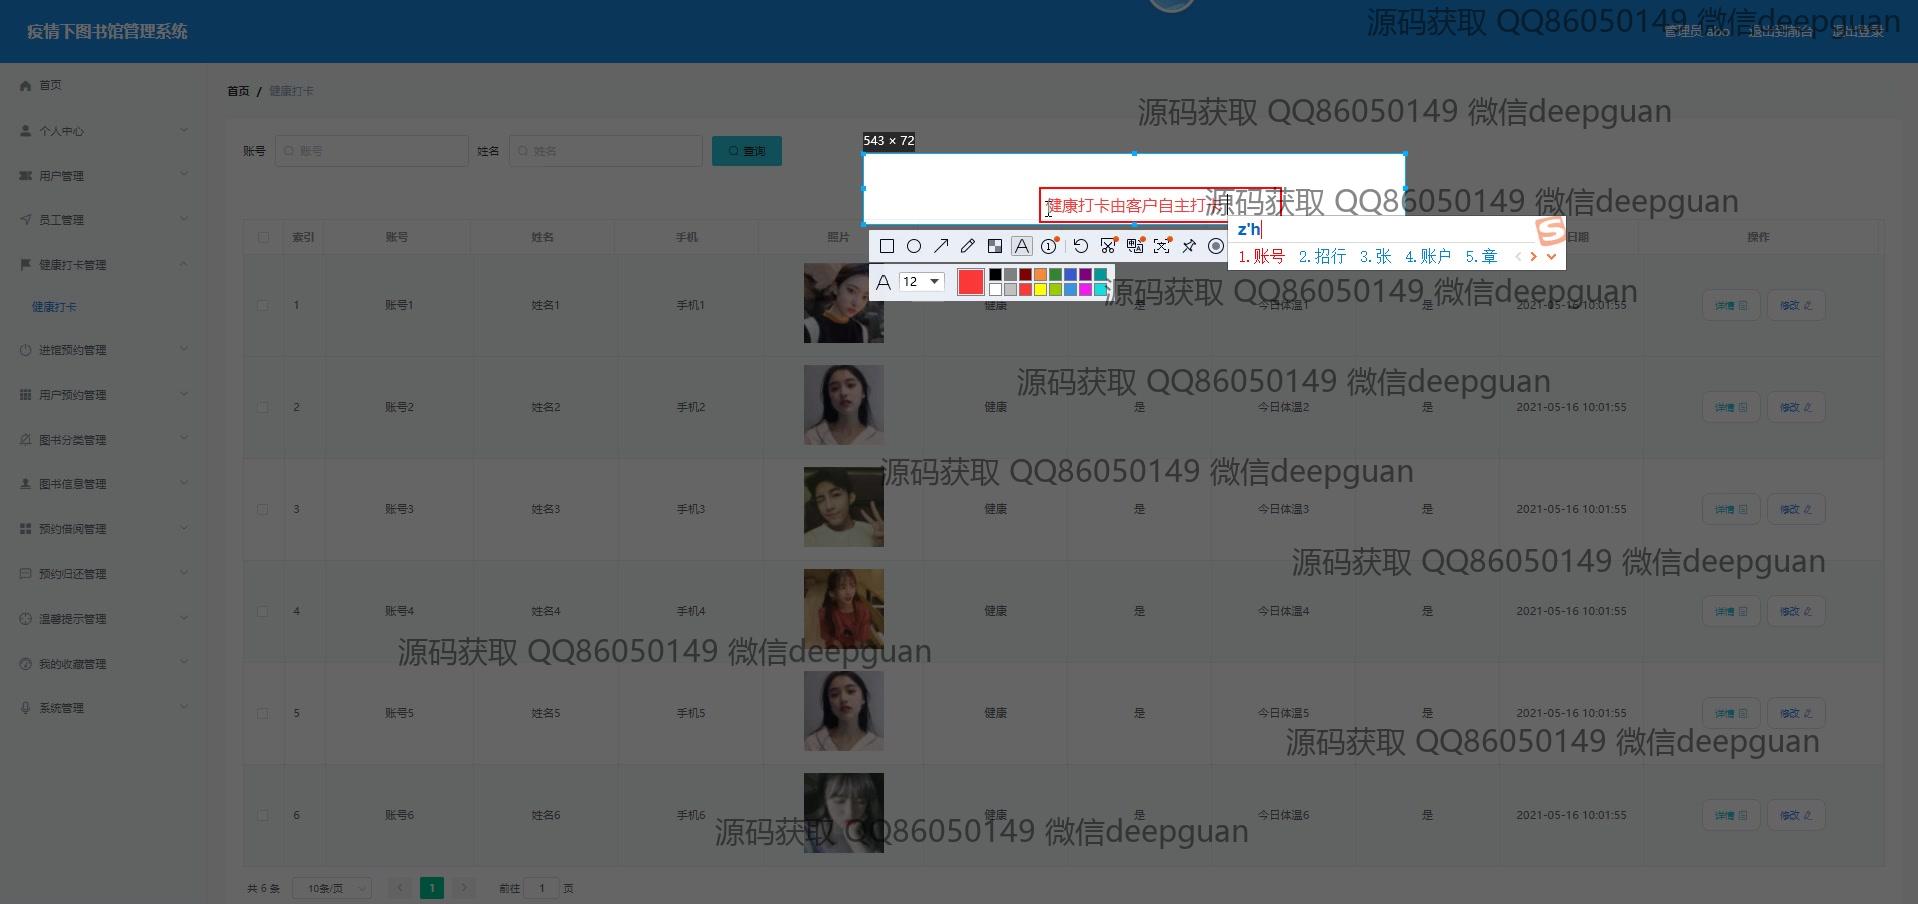 疫情下图书馆管理系统
源码获取 QQ86050149 微信deepguan
管理员 abo 退出到前台 退出登录
首页
个人中心
用户管理
员工管理
健康打卡管理
健康打卡
进馆预约管理
用户预约管理
图书分类管理
图书信息管理
预约借阅管理
预约归还管理
温馨提示管理
我的收藏管理
系统管理
首页 / 健康打卡
源码获取 QQ86050149 微信deepguan
账号 账号 姓名 姓名 查询
543 × 72
健康打卡由客户自主打卡
源码获取 QQ86050149 微信deepguan
z'h
1.账号 2.招行 3.张 4.账户 5.章
12
索引 账号 姓名 手机 照片 日期 操作
源码获取 QQ86050149 微信deepguan
1 账号1 姓名1 手机1 健康 是 今日体温1 是 2021-05-16 10:01:55 详情 修改
源码获取 QQ86050149 微信deepguan
2 账号2 姓名2 手机2 健康 是 今日体温2 是 2021-05-16 10:01:55 详情 修改
源码获取 QQ86050149 微信deepguan
3 账号3 姓名3 手机3 健康 是 今日体温3 是 2021-05-16 10:01:55 详情 修改
源码获取 QQ86050149 微信deepguan
4 账号4 姓名4 手机4 健康 是 今日体温4 是 2021-05-16 10:01:55 详情 修改
源码获取 QQ86050149 微信deepguan
5 账号5 姓名5 手机5 健康 是 今日体温5 是 2021-05-16 10:01:55 详情 修改
源码获取 QQ86050149 微信deepguan
6 账号6 姓名6 手机6 健康 是 今日体温6 是 2021-05-16 10:01:55 详情 修改
源码获取 QQ86050149 微信deepguan
共 6 条 10条/页 1 前往 1 页